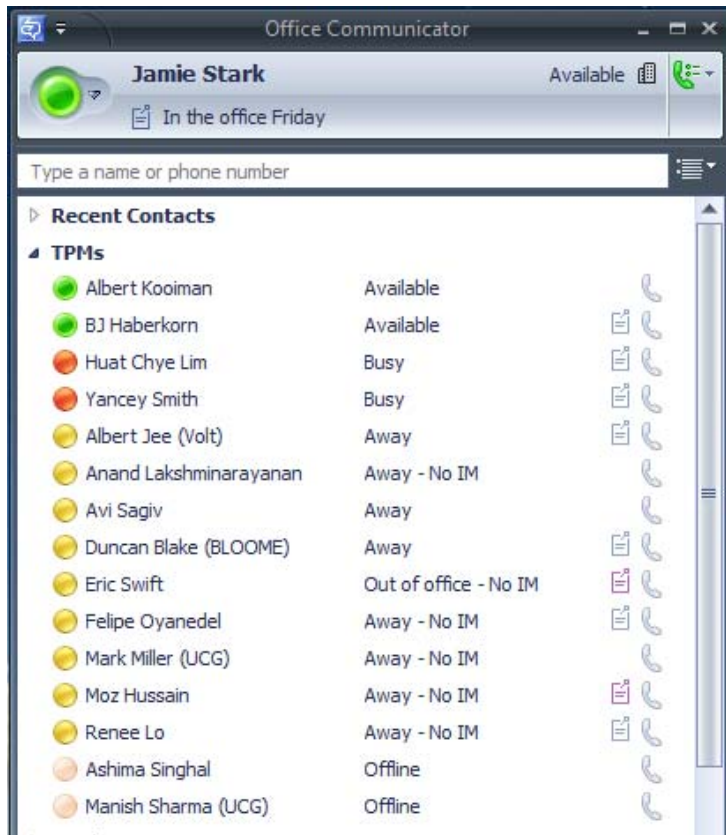 Office Communicator
Jamie Stark Available
In the office Friday
Type a name or phone number
Recent Contacts
TPMs
Albert Kooiman Available
BJ Haberkorn Available
Huat Chye Lim Busy
Yancey Smith Busy
Albert Jee (Volt) Away
Anand Lakshminarayanan Away - No IM
Avi Sagiv Away
Duncan Blake (BLOOME) Away
Eric Swift Out of office - No IM
Felipe Oyanedel Away - No IM
Mark Miller (UCG) Away - No IM
Moz Hussain Away - No IM
Renee Lo Away - No IM
Ashima Singhal Offline
Manish Sharma (UCG) Offline